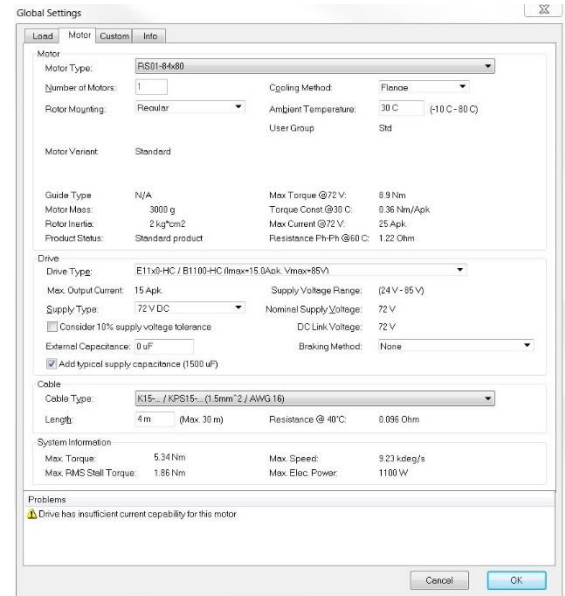 Global Settings
Load Motor Custom Info
Motor
Motor Type: RS01-84x80
Number of Motors: 1 Cooling Method: Flange
Rotor Mounting: Regular Ambient Temperature: 30 C (-10 C - 80 C)
User Group Std
Motor Variant: Standard
Guide Type N/A Max Torque @72 V: 8.9 Nm
Motor Mass: 3000 g Torque Const @30 C: 0.36 Nm/Apk
Rotor Inertia: 2 kg*cm2 Max Current @72 V: 25 Apk
Product Status: Standard product Resistance Ph-Ph @60 C: 1.22 Ohm
Drive
Drive Type: E11x0-HC / B1100-HC (Imax=15.0Apk, Vmax=85V)
Max. Output Current: 15 Apk Supply Voltage Range: (24 V - 85 V)
Supply Type: 72 V DC Nominal Supply Voltage: 72 V
Consider 10% supply voltage tolerance DC Link Voltage: 72 V
External Capacitance: 0 uF Braking Method: None
Add typical supply capacitance (1500 uF)
Cable
Cable Type: K15-... / KPS15-... (1.5mm^2 / AWG 16)
Length: 4 m (Max. 30 m) Resistance @ 40°C: 0.096 Ohm
System Information
Max. Torque: 5.34 Nm Max. Speed: 9.23 kdeg/s
Max. RMS Stall Torque: 1.86 Nm Max. Elec. Power: 1100 W
Problems
Drive has insufficient current capability for this motor
Cancel OK